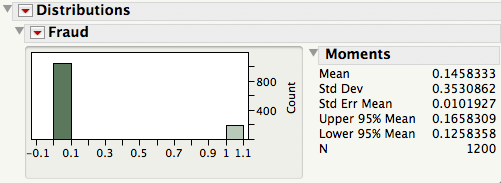 Distributions
Fraud
Moments
Mean 0.1458333
Std Dev 0.3530862
Std Err Mean 0.0101927
Upper 95% Mean 0.1658309
Lower 95% Mean 0.1258358
N 1200
800
400
Count
-0.1 0.1 0.3 0.5 0.7 0.9 1 1.1